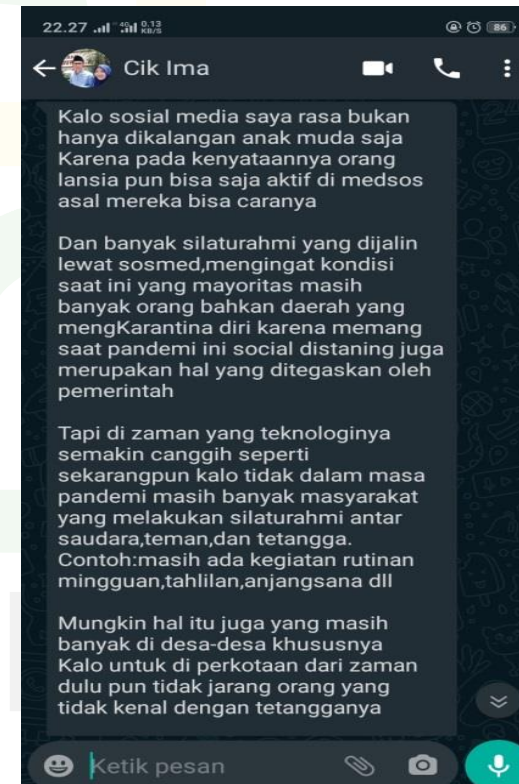 22.27 4G 0.13 KB/S 86
Cik Ima
Kalo sosial media saya rasa bukan
hanya dikalangan anak muda saja
Karena pada kenyataannya orang
lansia pun bisa saja aktif di medsos
asal mereka bisa caranya
Dan banyak silaturahmi yang dijalin
lewat sosmed,mengingat kondisi
saat ini yang mayoritas masih
banyak orang bahkan daerah yang
mengKarantina diri karena memang
saat pandemi ini social distaning juga
merupakan hal yang ditegaskan oleh
pemerintah
Tapi di zaman yang teknologinya
semakin canggih seperti
sekarangpun kalo tidak dalam masa
pandemi masih banyak masyarakat
yang melakukan silaturahmi antar
saudara,teman,dan tetangga.
Contoh:masih ada kegiatan rutinan
mingguan,tahlilan,anjangsana dll
Mungkin hal itu juga yang masih
banyak di desa-desa khususnya
Kalo untuk di perkotaan dari zaman
dulu pun tidak jarang orang yang
tidak kenal dengan tetangganya
Ketik pesan